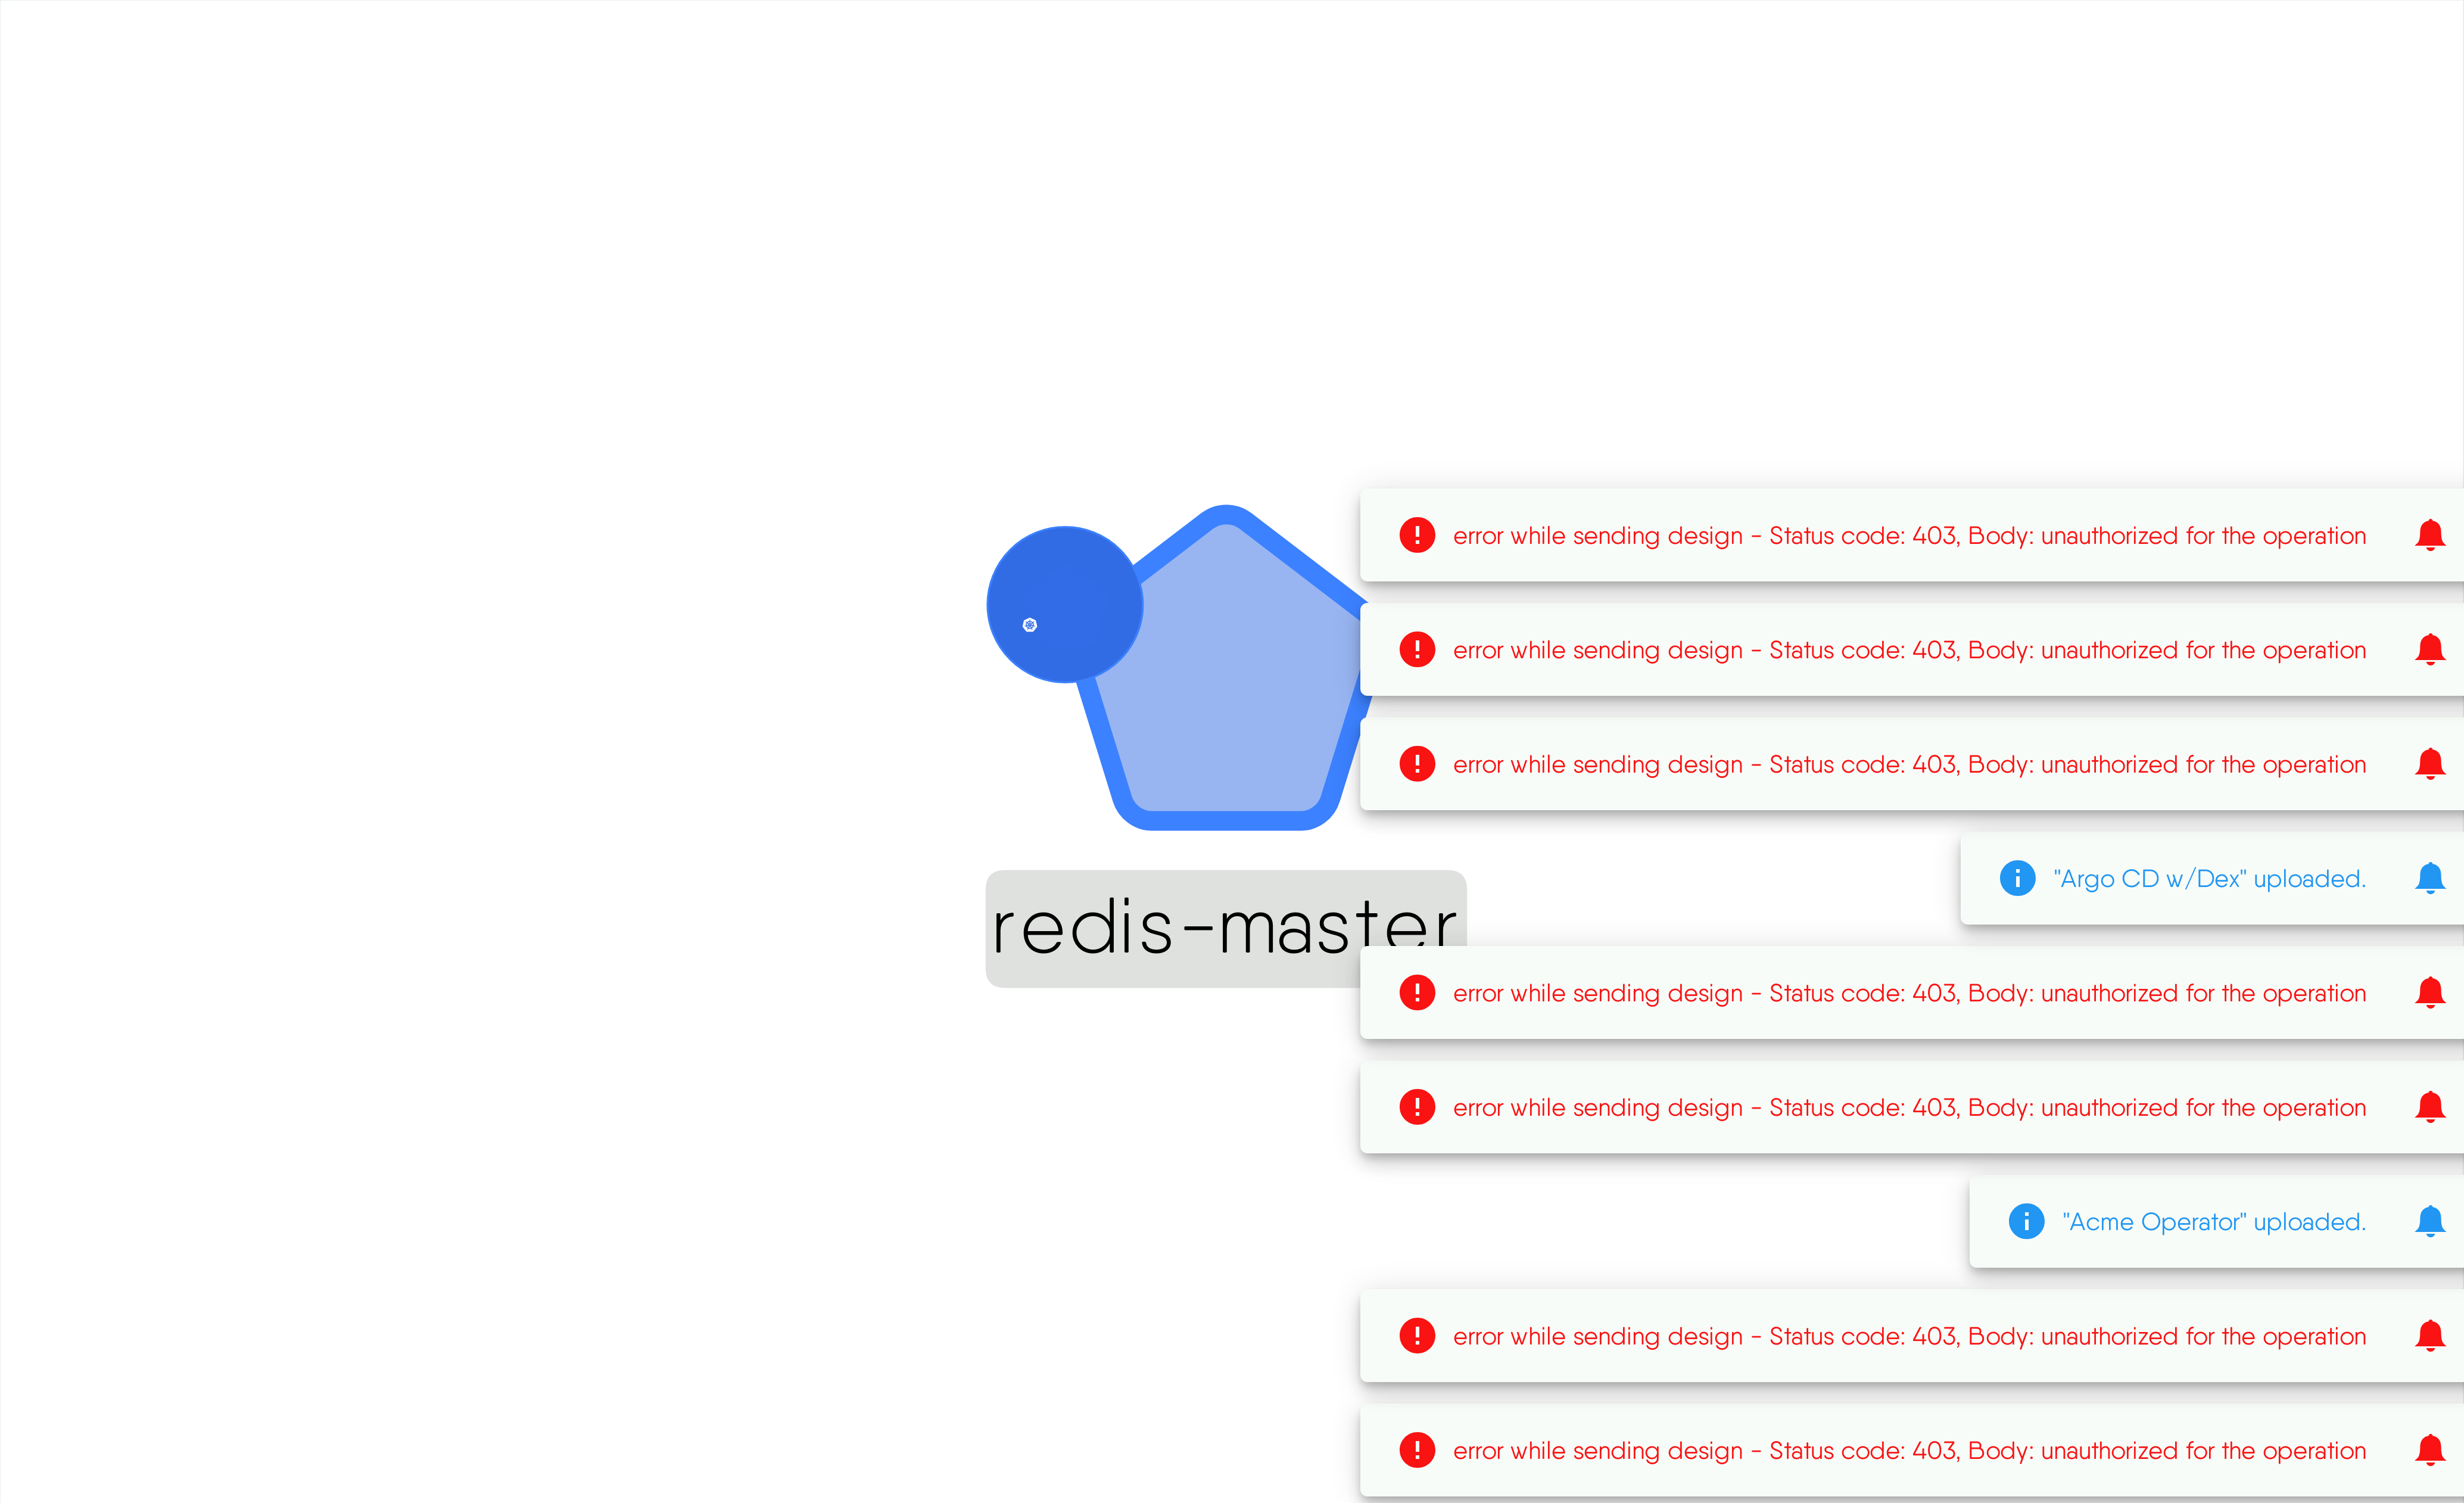 error while sending design - Status code: 403, Body: unauthorized for the operation
error while sending design - Status code: 403, Body: unauthorized for the operation
error while sending design - Status code: 403, Body: unauthorized for the operation
"Argo CD w/Dex" uploaded.
redis-master
error while sending design - Status code: 403, Body: unauthorized for the operation
error while sending design - Status code: 403, Body: unauthorized for the operation
"Acme Operator" uploaded.
error while sending design - Status code: 403, Body: unauthorized for the operation
error while sending design - Status code: 403, Body: unauthorized for the operation